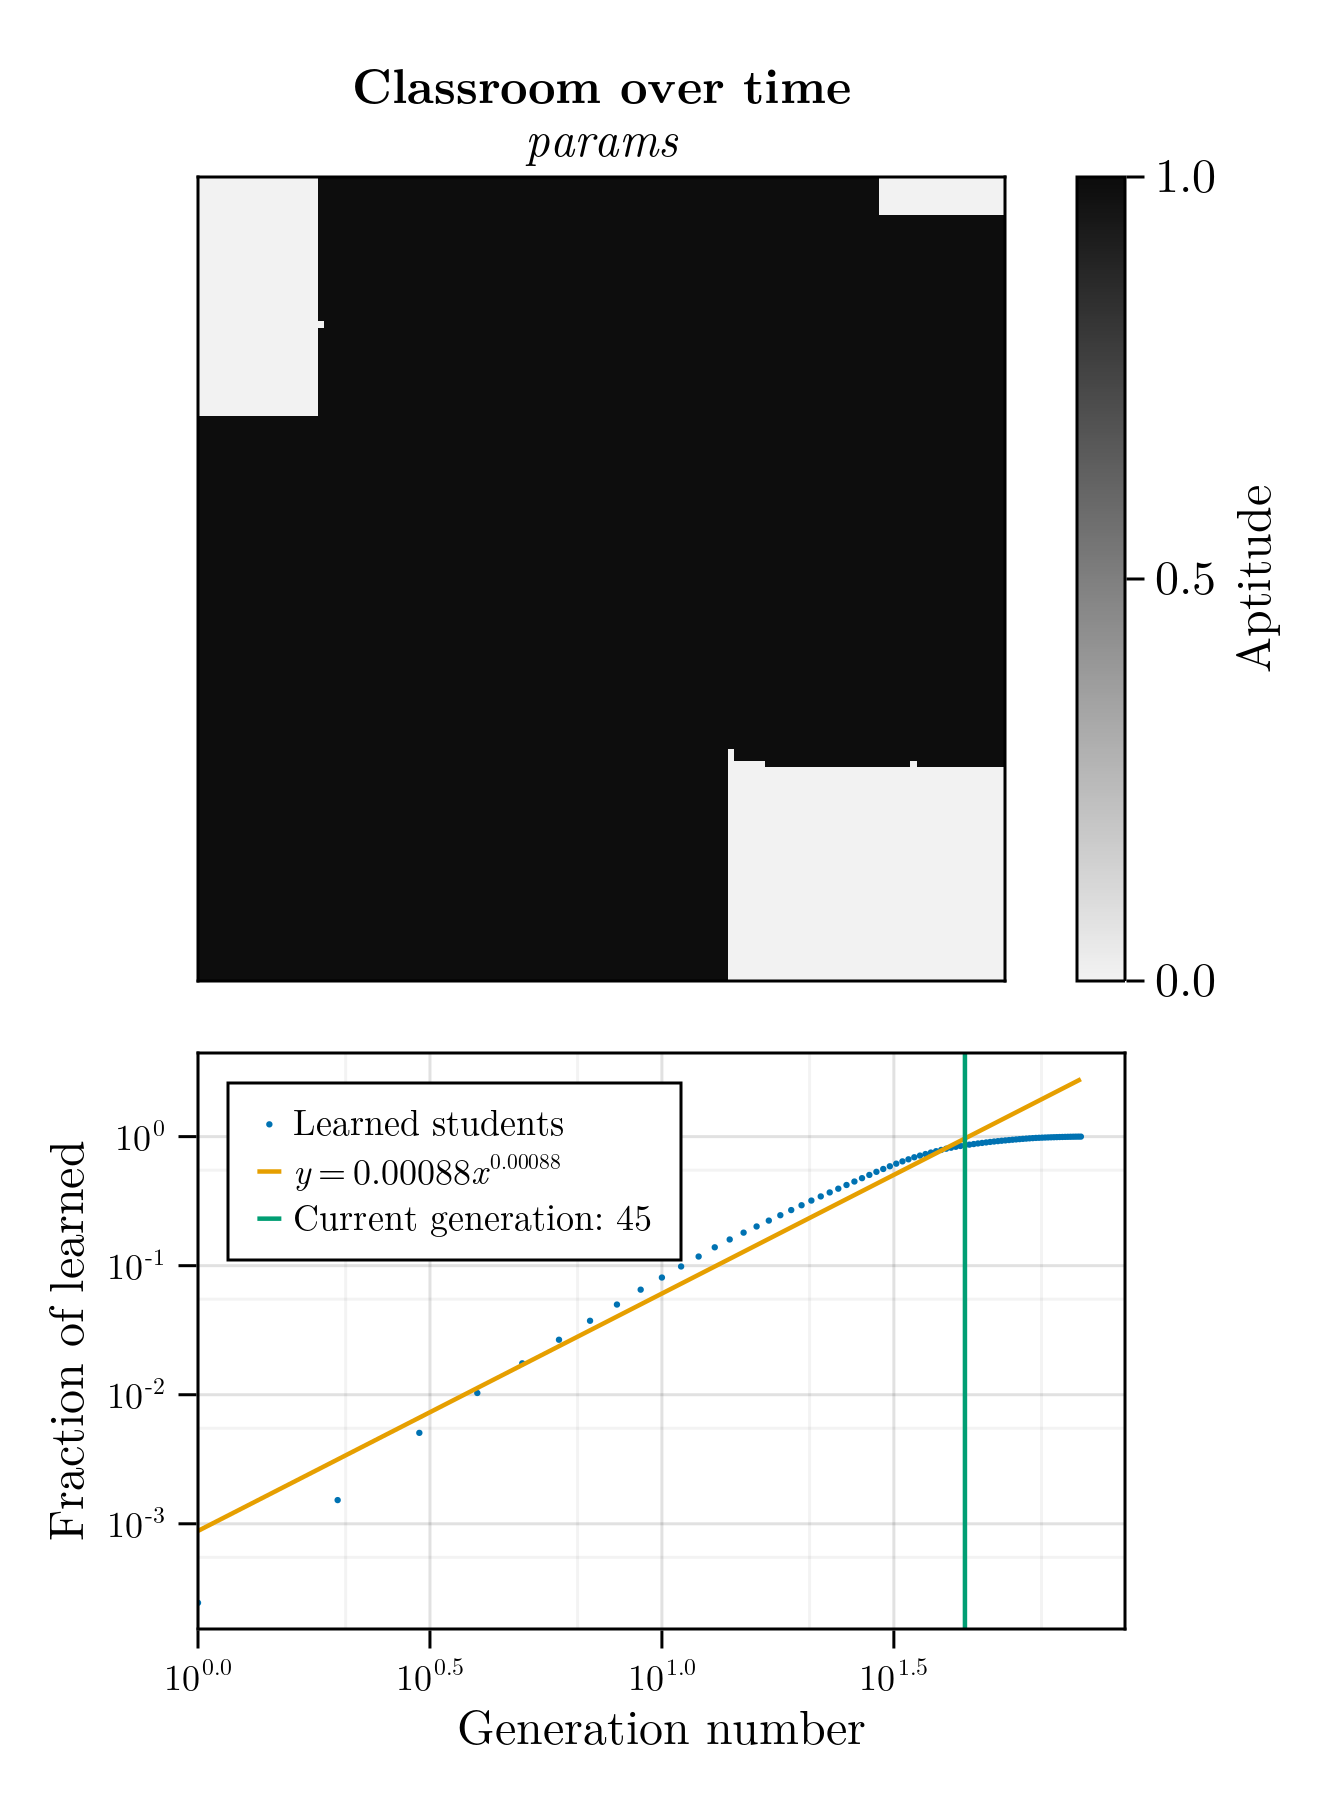 Classroom over time
params
1.0
0.5
0.0
Aptitude
Learned students
y = 0.00088x^0.00088
Current generation: 45
10^0
10^-1
10^-2
10^-3
Fraction of learned
10^0.0 10^0.5 10^1.0 10^1.5
Generation number